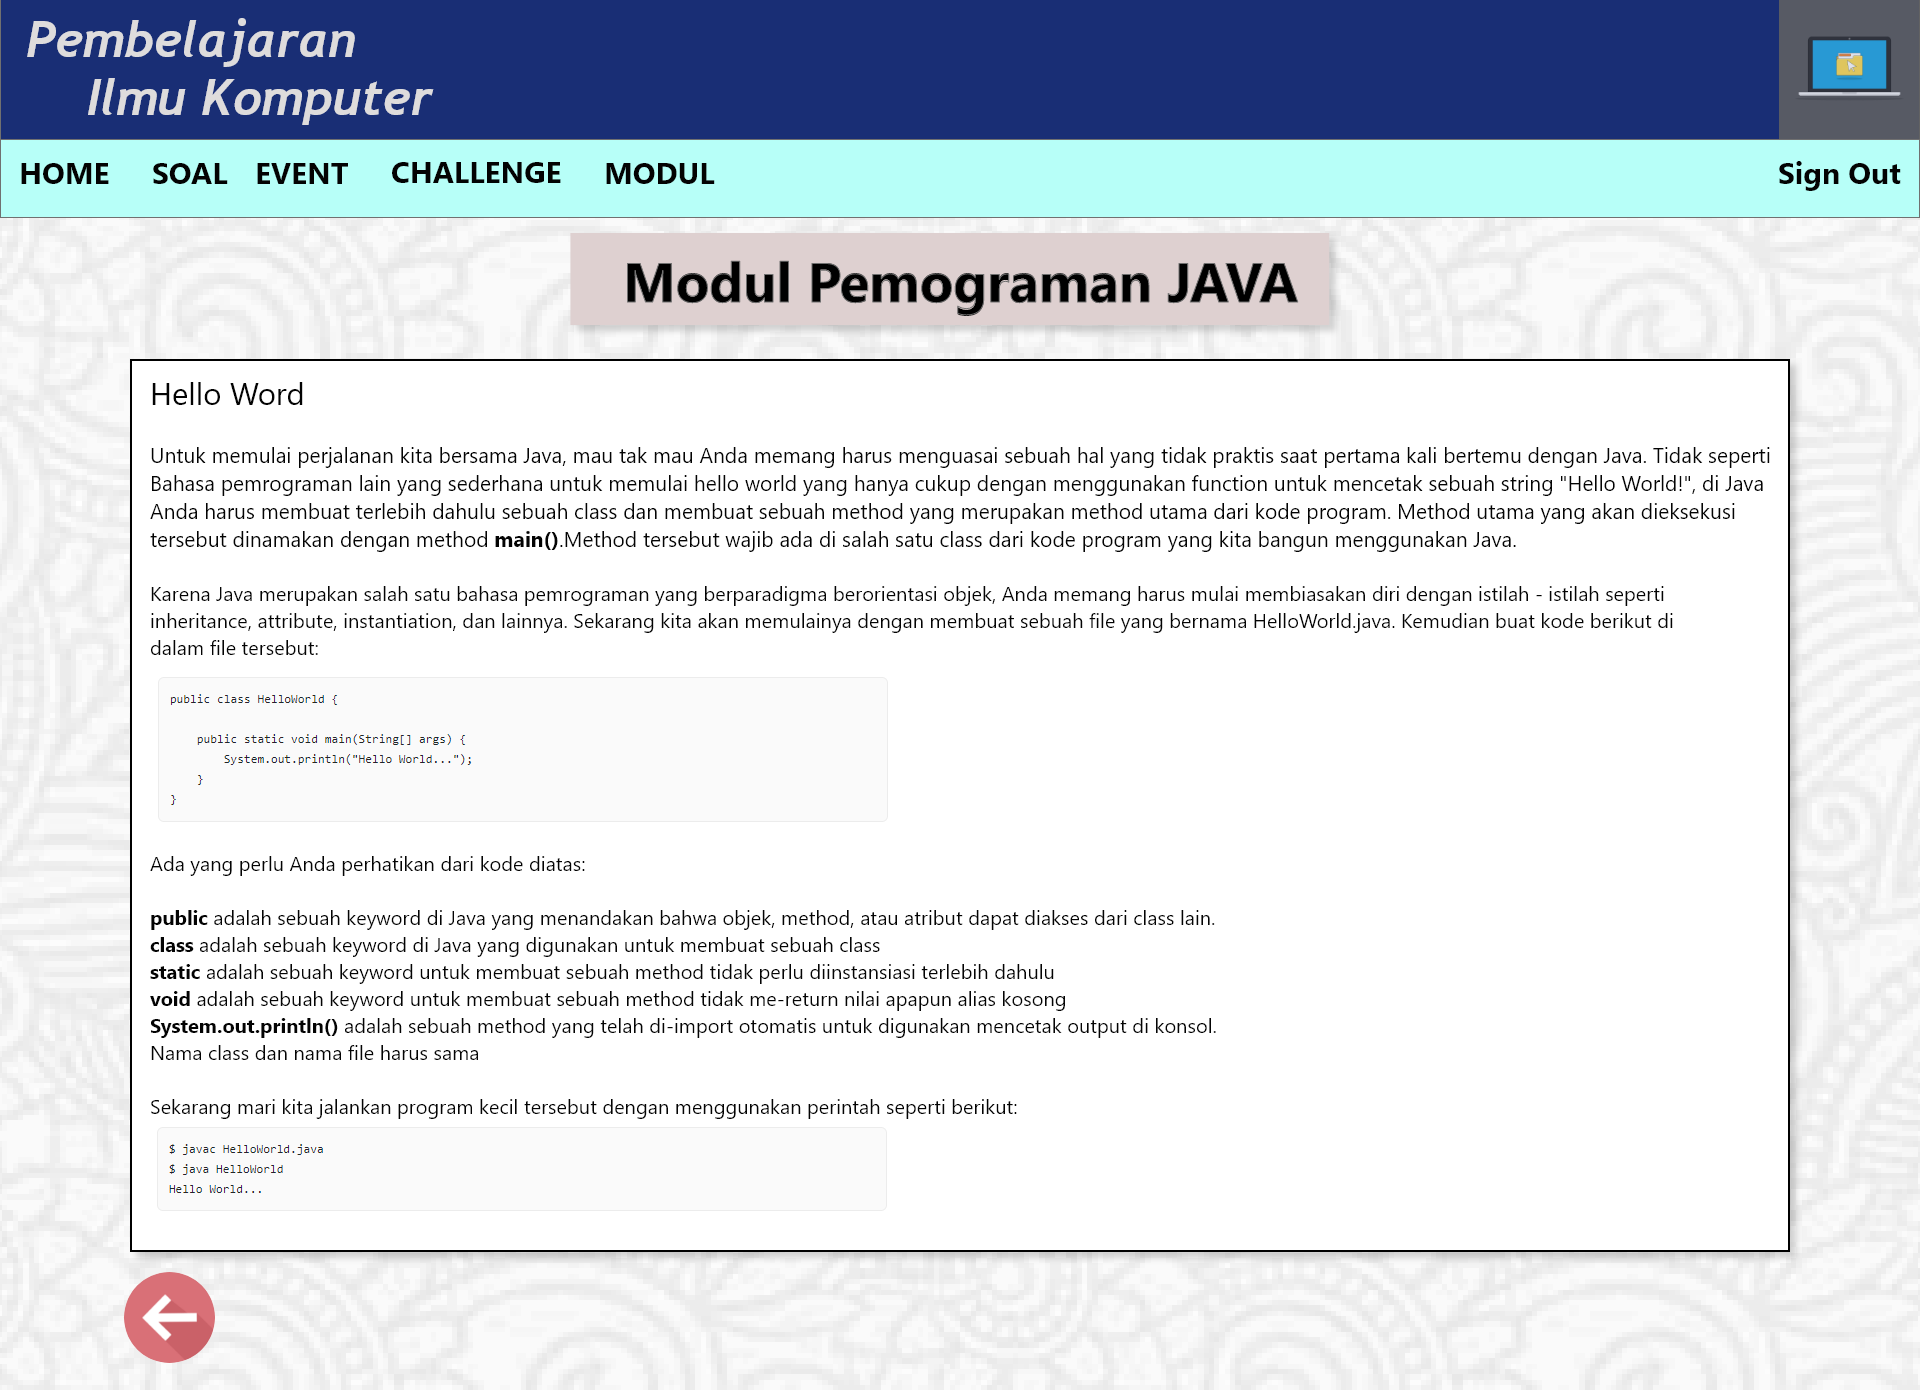 Pembelajaran
Ilmu Komputer
HOME SOAL EVENT CHALLENGE MODUL Sign Out
Modul Pemograman JAVA
Hello Word
Untuk memulai perjalanan kita bersama Java, mau tak mau Anda memang harus menguasai sebuah hal yang tidak praktis saat pertama kali bertemu dengan Java. Tidak seperti
Bahasa pemrograman lain yang sederhana untuk memulai hello world yang hanya cukup dengan menggunakan function untuk mencetak sebuah string "Hello World!", di Java
Anda harus membuat terlebih dahulu sebuah class dan membuat sebuah method yang merupakan method utama dari kode program. Method utama yang akan dieksekusi
tersebut dinamakan dengan method main().Method tersebut wajib ada di salah satu class dari kode program yang kita bangun menggunakan Java.
Karena Java merupakan salah satu bahasa pemrograman yang berparadigma berorientasi objek, Anda memang harus mulai membiasakan diri dengan istilah - istilah seperti
inheritance, attribute, instantiation, dan lainnya. Sekarang kita akan memulainya dengan membuat sebuah file yang bernama HelloWorld.java. Kemudian buat kode berikut di
dalam file tersebut:
public class HelloWorld {
public static void main(String[] args) {
System.out.println("Hello World...");
}
}
Ada yang perlu Anda perhatikan dari kode diatas:
public adalah sebuah keyword di Java yang menandakan bahwa objek, method, atau atribut dapat diakses dari class lain.
class adalah sebuah keyword di Java yang digunakan untuk membuat sebuah class
static adalah sebuah keyword untuk membuat sebuah method tidak perlu diinstansiasi terlebih dahulu
void adalah sebuah keyword untuk membuat sebuah method tidak me-return nilai apapun alias kosong
System.out.println() adalah sebuah method yang telah di-import otomatis untuk digunakan mencetak output di konsol.
Nama class dan nama file harus sama
Sekarang mari kita jalankan program kecil tersebut dengan menggunakan perintah seperti berikut:
$ javac HelloWorld.java
$ java HelloWorld
Hello World...